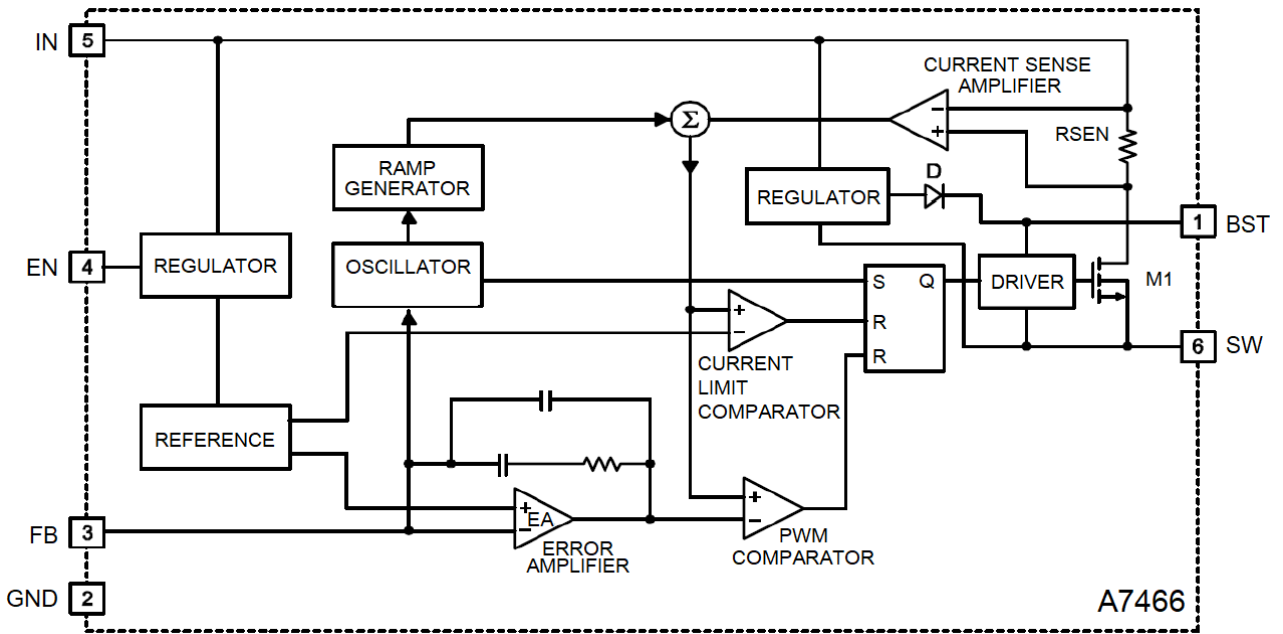 IN 5
CURRENT SENSE
AMPLIFIER
Σ
−
+
RSEN
RAMP
GENERATOR
D
REGULATOR
1 BST
EN 4
REGULATOR
OSCILLATOR
S Q
DRIVER
M1
+
−
R
R
6 SW
CURRENT
LIMIT
COMPARATOR
REFERENCE
+
−
EA
+
−
FB 3
ERROR
AMPLIFIER
PWM
COMPARATOR
GND 2
A7466